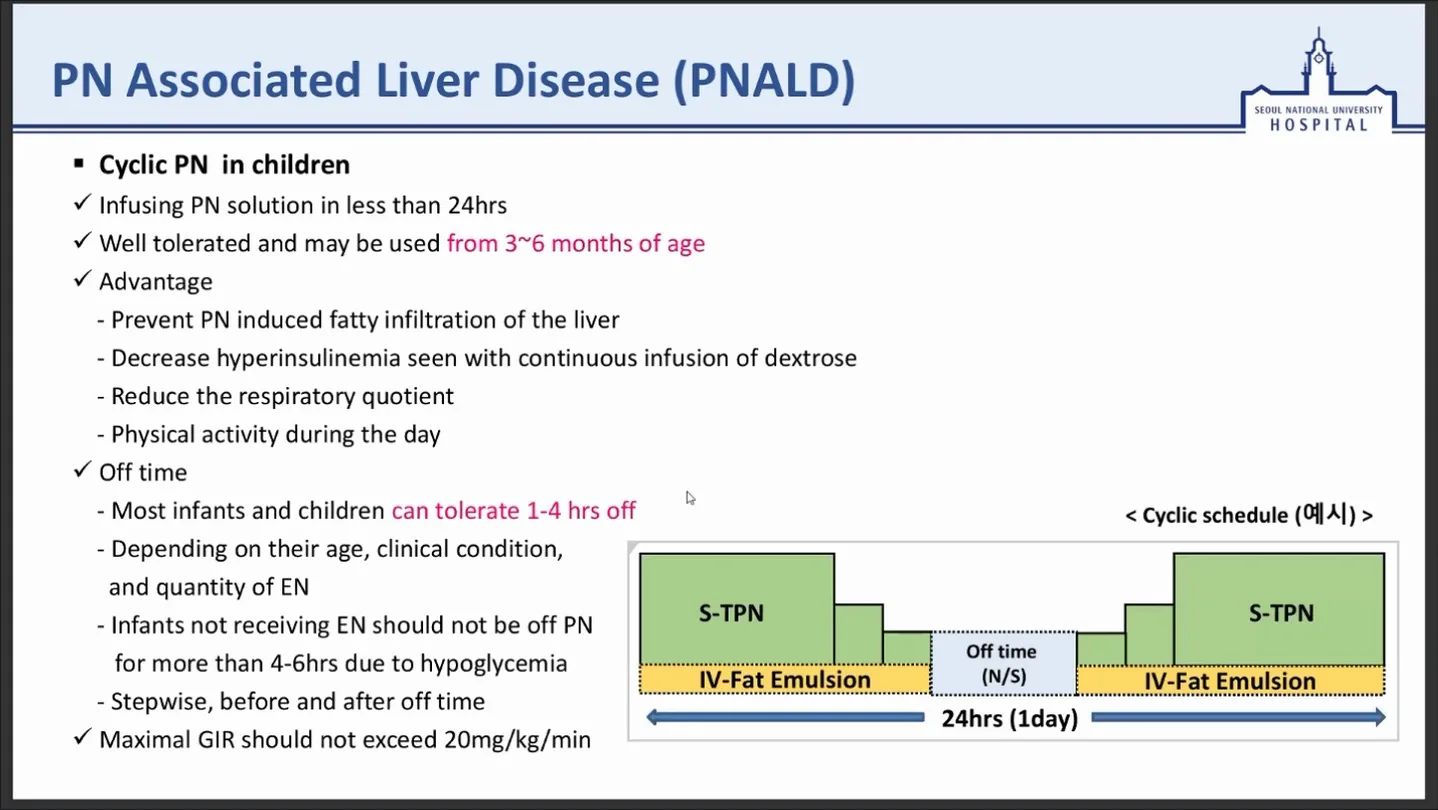 PN Associated Liver Disease (PNALD)
SEOUL NATIONAL UNIVERSITY
HOSPITAL
▪ Cyclic PN in children
✓ Infusing PN solution in less than 24hrs
✓ Well tolerated and may be used from 3~6 months of age
✓ Advantage
- Prevent PN induced fatty infiltration of the liver
- Decrease hyperinsulinemia seen with continuous infusion of dextrose
- Reduce the respiratory quotient
- Physical activity during the day
✓ Off time
- Most infants and children can tolerate 1-4 hrs off
- Depending on their age, clinical condition,
and quantity of EN
- Infants not receiving EN should not be off PN
for more than 4-6hrs due to hypoglycemia
- Stepwise, before and after off time
✓ Maximal GIR should not exceed 20mg/kg/min
< Cyclic schedule (예시) >
S-TPN
S-TPN
Off time
(N/S)
IV-Fat Emulsion
IV-Fat Emulsion
24hrs (1day)